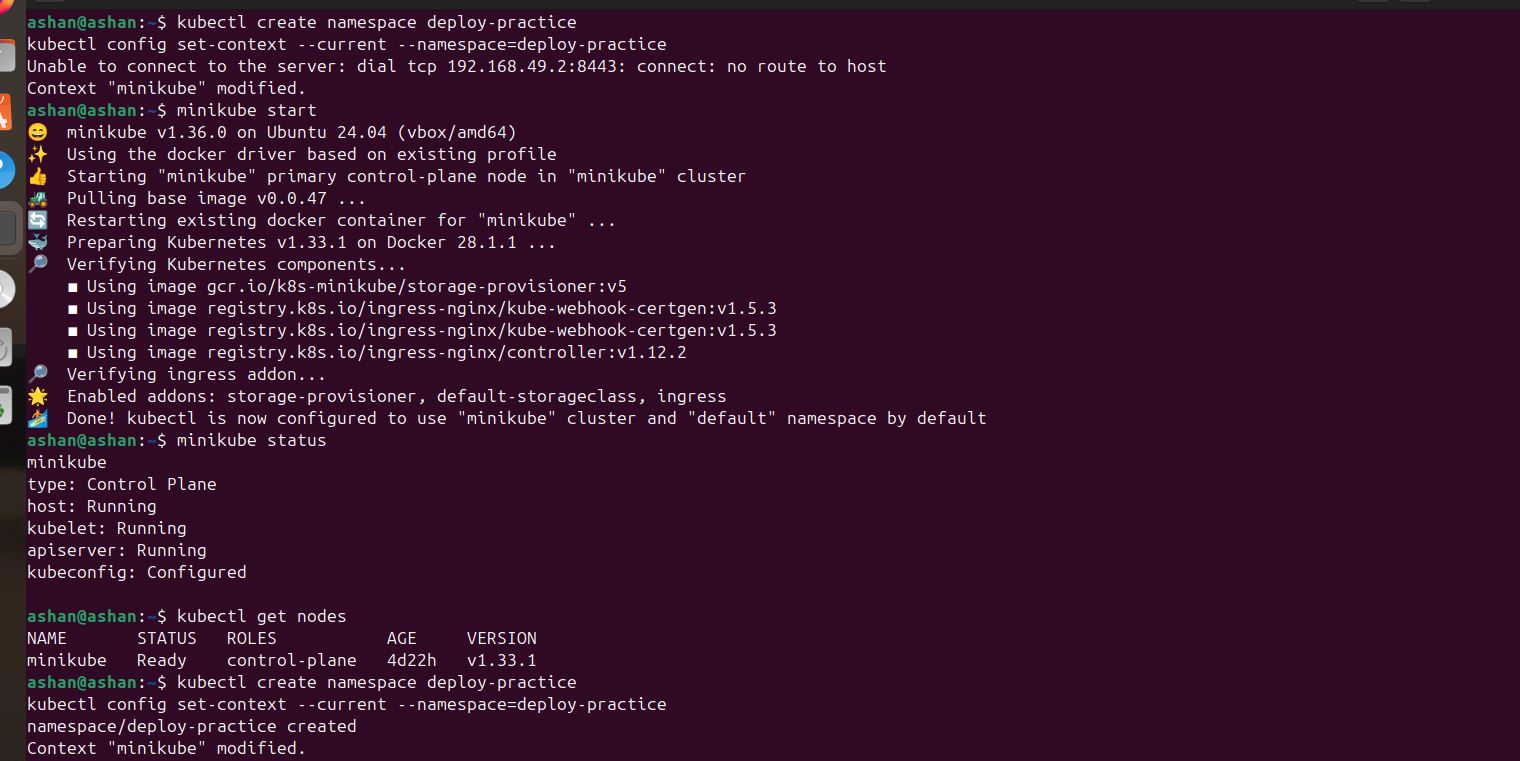 ashan@ashan:~$ kubectl create namespace deploy-practice
kubectl config set-context --current --namespace=deploy-practice
Unable to connect to the server: dial tcp 192.168.49.2:8443: connect: no route to host
Context "minikube" modified.
ashan@ashan:~$ minikube start
😄  minikube v1.36.0 on Ubuntu 24.04 (vbox/amd64)
✨  Using the docker driver based on existing profile
👍  Starting "minikube" primary control-plane node in "minikube" cluster
🚜  Pulling base image v0.0.47 ...
🔄  Restarting existing docker container for "minikube" ...
🐳  Preparing Kubernetes v1.33.1 on Docker 28.1.1 ...
🔎  Verifying Kubernetes components...
    ▪ Using image gcr.io/k8s-minikube/storage-provisioner:v5
    ▪ Using image registry.k8s.io/ingress-nginx/kube-webhook-certgen:v1.5.3
    ▪ Using image registry.k8s.io/ingress-nginx/kube-webhook-certgen:v1.5.3
    ▪ Using image registry.k8s.io/ingress-nginx/controller:v1.12.2
🔎  Verifying ingress addon...
🌟  Enabled addons: storage-provisioner, default-storageclass, ingress
🏄  Done! kubectl is now configured to use "minikube" cluster and "default" namespace by default
ashan@ashan:~$ minikube status
minikube
type: Control Plane
host: Running
kubelet: Running
apiserver: Running
kubeconfig: Configured

ashan@ashan:~$ kubectl get nodes
NAME       STATUS   ROLES           AGE     VERSION
minikube   Ready    control-plane   4d22h   v1.33.1
ashan@ashan:~$ kubectl create namespace deploy-practice
kubectl config set-context --current --namespace=deploy-practice
namespace/deploy-practice created
Context "minikube" modified.